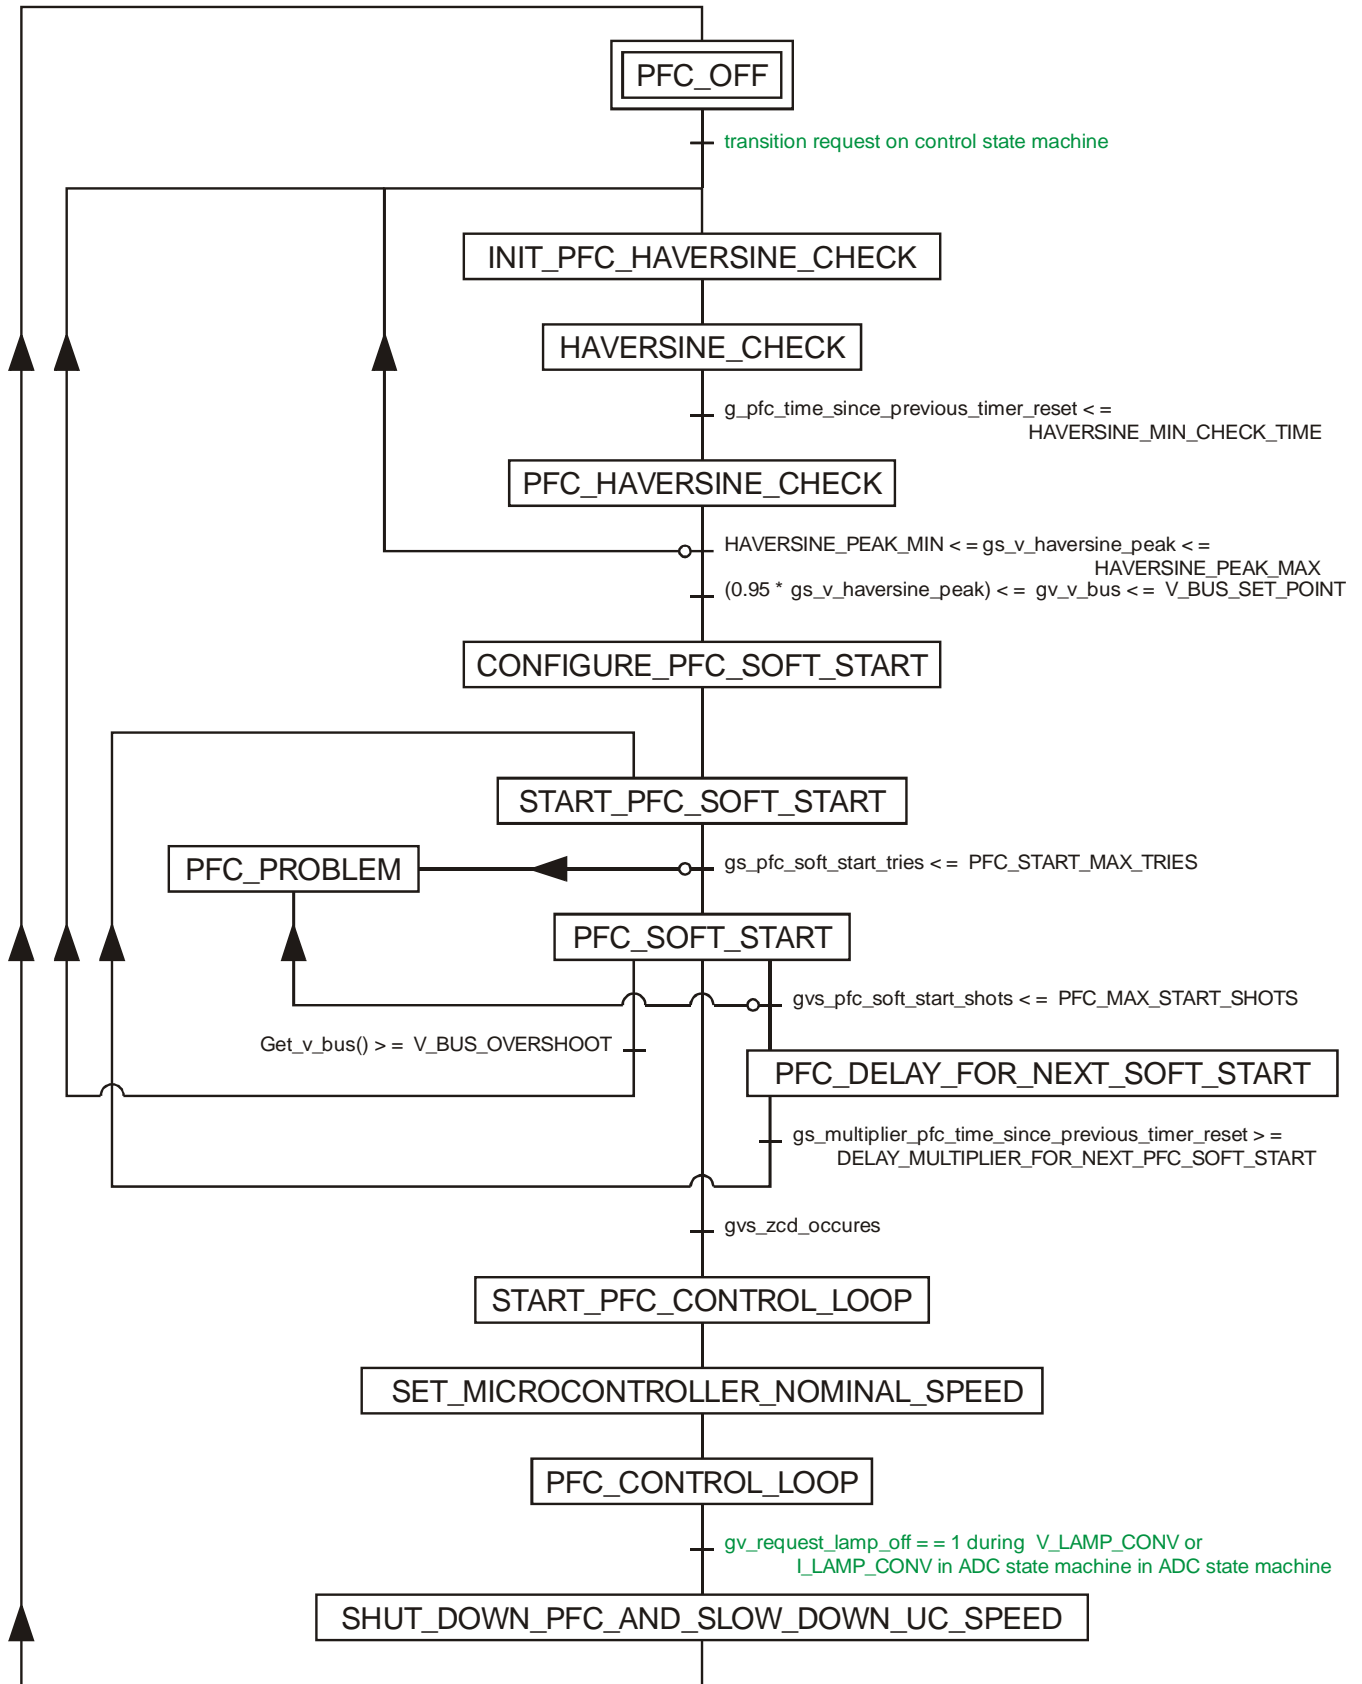 PFC_OFF
transition request on control state machine
INIT_PFC_HAVERSINE_CHECK
HAVERSINE_CHECK
g_pfc_time_since_previous_timer_reset < =
HAVERSINE_MIN_CHECK_TIME
PFC_HAVERSINE_CHECK
HAVERSINE_PEAK_MIN < = gs_v_haversine_peak < =
HAVERSINE_PEAK_MAX
(0.95 * gs_v_haversine_peak) < = gv_v_bus < = V_BUS_SET_POINT
CONFIGURE_PFC_SOFT_START
START_PFC_SOFT_START
PFC_PROBLEM
gs_pfc_soft_start_tries < = PFC_START_MAX_TRIES
PFC_SOFT_START
gvs_pfc_soft_start_shots < = PFC_MAX_START_SHOTS
Get_v_bus() > = V_BUS_OVERSHOOT
PFC_DELAY_FOR_NEXT_SOFT_START
gs_multiplier_pfc_time_since_previous_timer_reset > =
DELAY_MULTIPLIER_FOR_NEXT_PFC_SOFT_START
gvs_zcd_occures
START_PFC_CONTROL_LOOP
SET_MICROCONTROLLER_NOMINAL_SPEED
PFC_CONTROL_LOOP
gv_request_lamp_off = = 1 during V_LAMP_CONV or
I_LAMP_CONV in ADC state machine in ADC state machine
SHUT_DOWN_PFC_AND_SLOW_DOWN_UC_SPEED